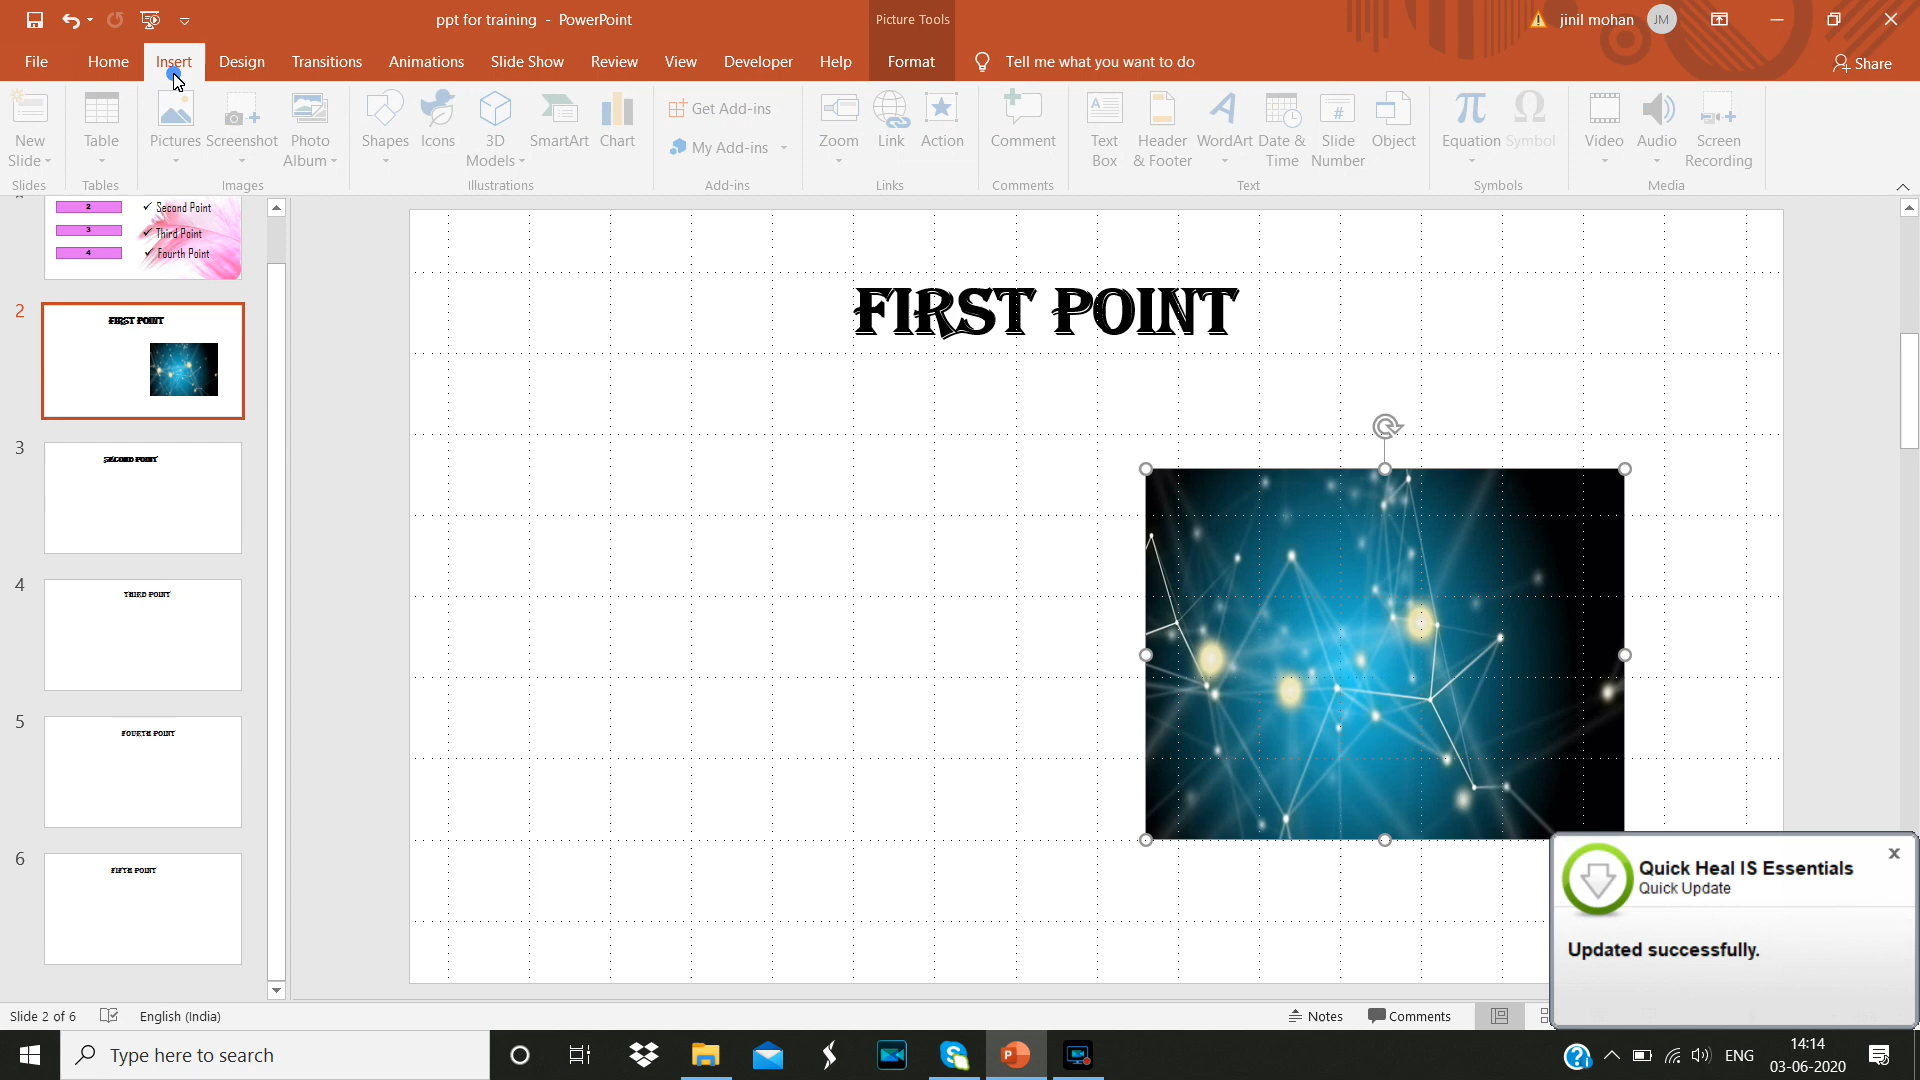 ppt for training - PowerPoint
Picture Tools
jinil mohan
JM
File
Home
Insert
Design
Transitions
Animations
Slide Show
Review
View
Developer
Help
Format
Tell me what you want to do
Share
New
Slide
Table
Pictures
Screenshot
Photo
Album
Shapes
Icons
3D
Models
SmartArt
Chart
Get Add-ins
My Add-ins
Zoom
Link
Action
Comment
Text
Box
Header
& Footer
WordArt
Date &
Time
Slide
Number
Object
Equation
Symbol
Video
Audio
Screen
Recording
Slides
Tables
Images
Illustrations
Add-ins
Links
Comments
Text
Symbols
Media
2
✓ Second Point
3
✓ Third Point
4
✓ Fourth Point
2
FIRST POINT
3
SECOND POINT
4
THIRD POINT
5
FOURTH POINT
6
FIFTH POINT
FIRST POINT
Quick Heal IS Essentials
Quick Update
x
Updated successfully.
Slide 2 of 6
English (India)
Notes
Comments
Type here to search
ENG
14:14
03-06-2020